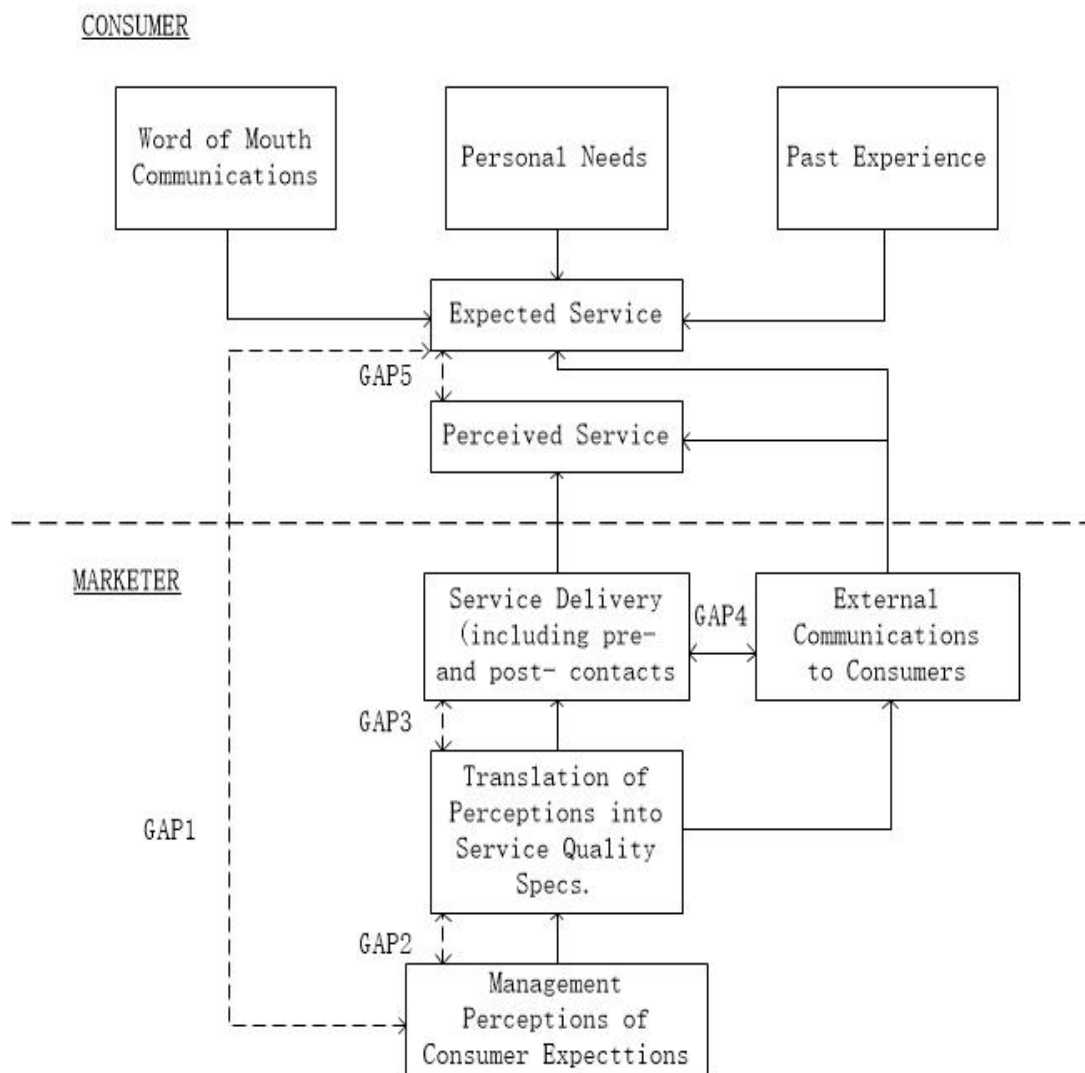 CONSUMER
Word of Mouth
Communications
Personal Needs
Past Experience
Expected Service
GAP5
Perceived Service
MARKETER
Service Delivery
(including pre-
and post- contacts
GAP4
External
Communications
to Consumers
GAP3
Translation of
Perceptions into
Service Quality
Specs.
GAP1
GAP2
Management
Perceptions of
Consumer Expecttions